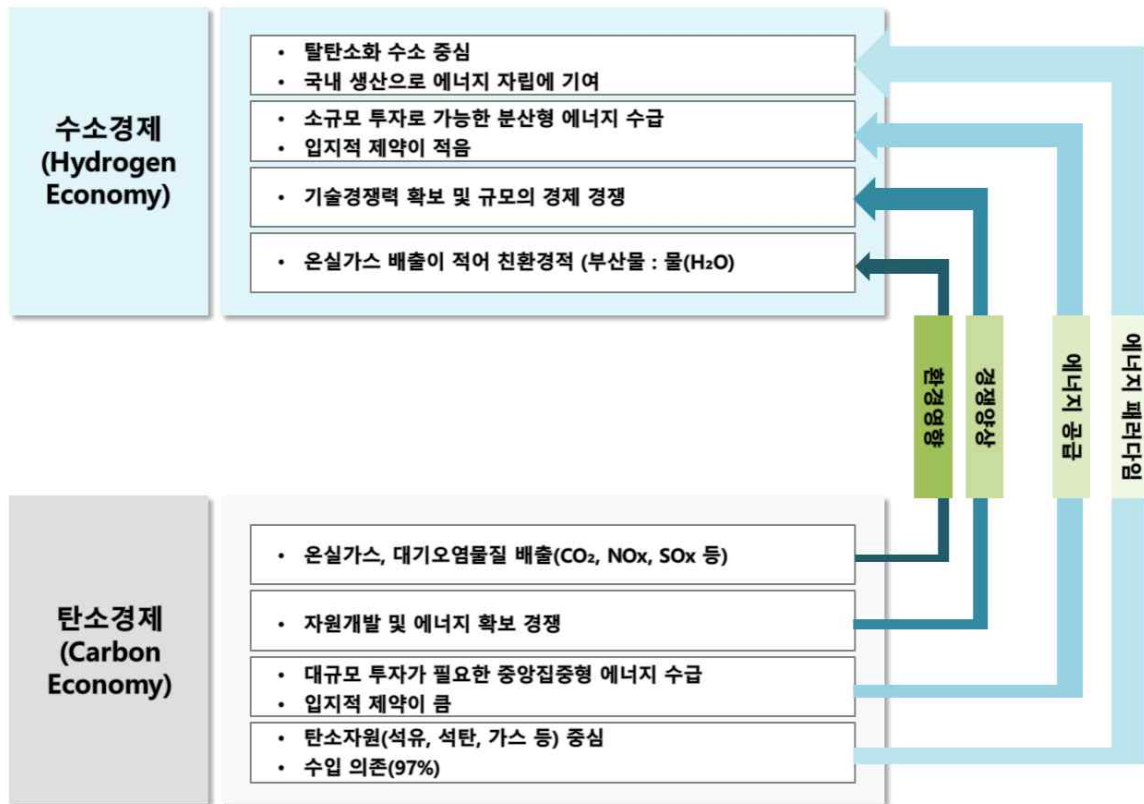 수소경제
(Hydrogen
Economy)
• 탈탄소화 수소 중심
• 국내 생산으로 에너지 자립에 기여
• 소규모 투자로 가능한 분산형 에너지 수급
• 입지적 제약이 적음
• 기술경쟁력 확보 및 규모의 경제 경쟁
• 온실가스 배출이 적어 친환경적 (부산물 : 물(H₂O)
환경영향
경쟁양상
에너지 공급
에너지 패러다임
탄소경제
(Carbon
Economy)
• 온실가스, 대기오염물질 배출(CO₂, NOx, SOx 등)
• 자원개발 및 에너지 확보 경쟁
• 대규모 투자가 필요한 중앙집중형 에너지 수급
• 입지적 제약이 큼
• 탄소자원(석유, 석탄, 가스 등) 중심
• 수입 의존(97%)